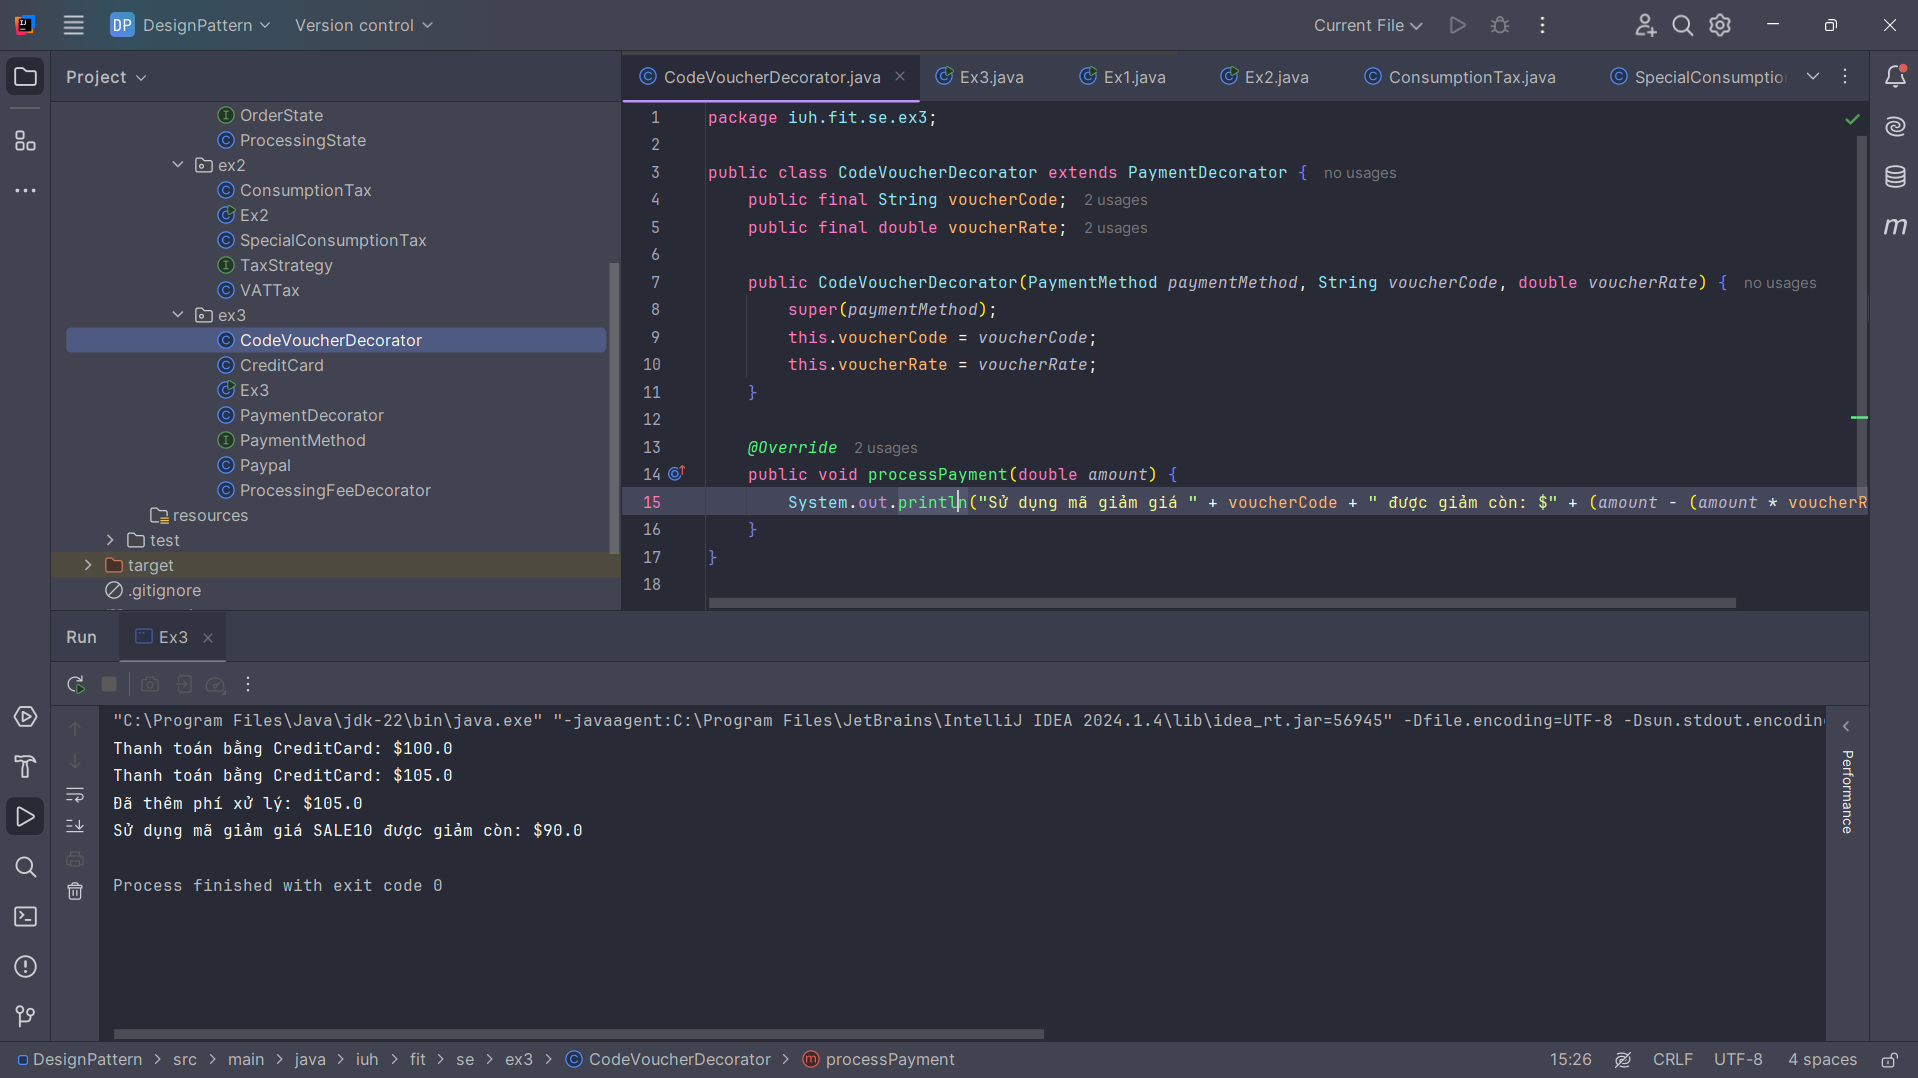 DP DesignPattern Version control Current File
Project
CodeVoucherDecorator.java Ex3.java Ex1.java Ex2.java ConsumptionTax.java SpecialConsumptio
OrderState
ProcessingState
ex2
ConsumptionTax
Ex2
SpecialConsumptionTax
TaxStrategy
VATTax
ex3
CodeVoucherDecorator
CreditCard
Ex3
PaymentDecorator
PaymentMethod
Paypal
ProcessingFeeDecorator
resources
test
target
.gitignore
1 package iuh.fit.se.ex3;
2
3 public class CodeVoucherDecorator extends PaymentDecorator { no usages
4 public final String voucherCode; 2 usages
5 public final double voucherRate; 2 usages
6
7 public CodeVoucherDecorator(PaymentMethod paymentMethod, String voucherCode, double voucherRate) { no usages
8 super(paymentMethod);
9 this.voucherCode = voucherCode;
10 this.voucherRate = voucherRate;
11 }
12
13 @Override 2 usages
14 public void processPayment(double amount) {
15 System.out.println("Sử dụng mã giảm giá " + voucherCode + " được giảm còn: $" + (amount - (amount * voucherR
16 }
17 }
18
Run Ex3
"C:\Program Files\Java\jdk-22\bin\java.exe" "-javaagent:C:\Program Files\JetBrains\IntelliJ IDEA 2024.1.4\lib\idea_rt.jar=56945" -Dfile.encoding=UTF-8 -Dsun.stdout.encoding
Thanh toán bằng CreditCard: $100.0
Thanh toán bằng CreditCard: $105.0
Đã thêm phí xử lý: $105.0
Sử dụng mã giảm giá SALE10 được giảm còn: $90.0
Process finished with exit code 0
Performance
DesignPattern > src > main > java > iuh > fit > se > ex3 > CodeVoucherDecorator > processPayment 15:26 CRLF UTF-8 4 spaces